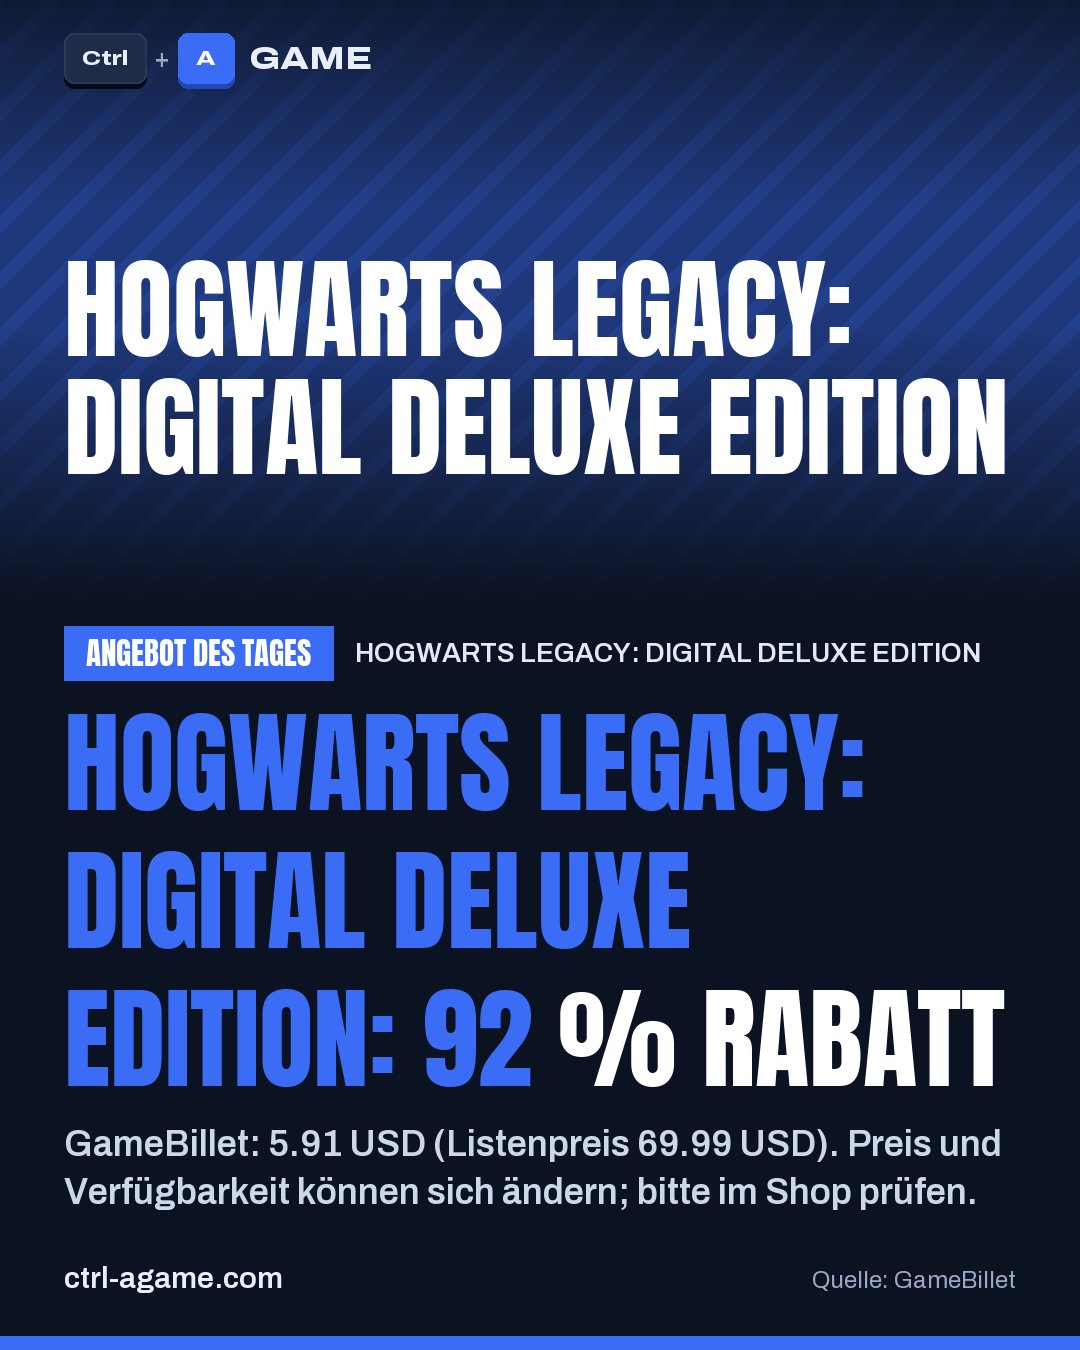 Ctrl + A GAME
HOGWARTS LEGACY:
DIGITAL DELUXE EDITION
ANGEBOT DES TAGES HOGWARTS LEGACY: DIGITAL DELUXE EDITION
HOGWARTS LEGACY:
DIGITAL DELUXE
EDITION: 92 % RABATT
GameBillet: 5.91 USD (Listenpreis 69.99 USD). Preis und
Verfügbarkeit können sich ändern; bitte im Shop prüfen.
ctrl-agame.com
Quelle: GameBillet